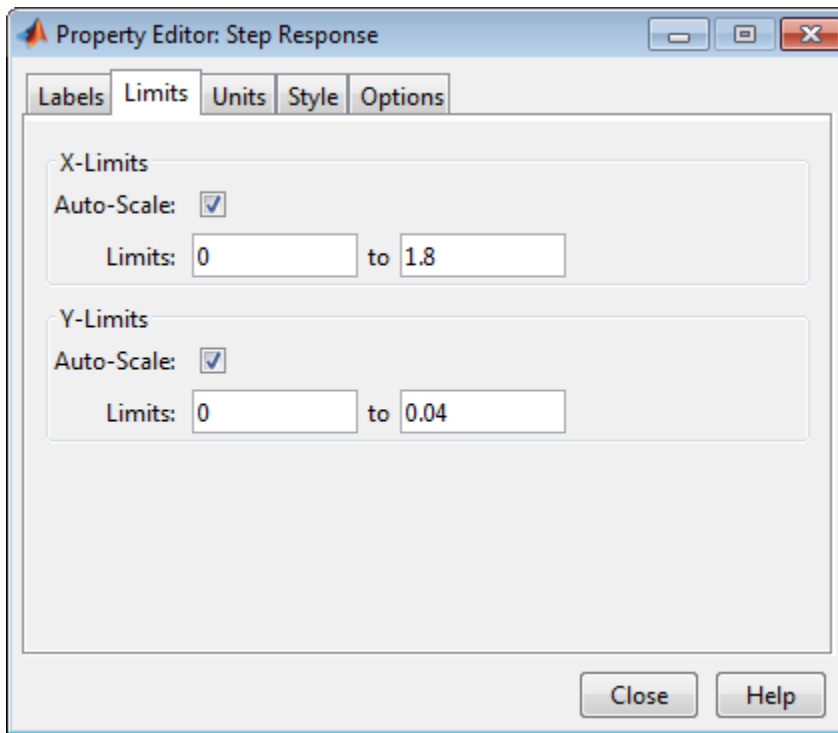 Property Editor: Step Response
Labels Limits Units Style Options
X-Limits
Auto-Scale:
Limits: 0 to 1.8
Y-Limits
Auto-Scale:
Limits: 0 to 0.04
Close Help